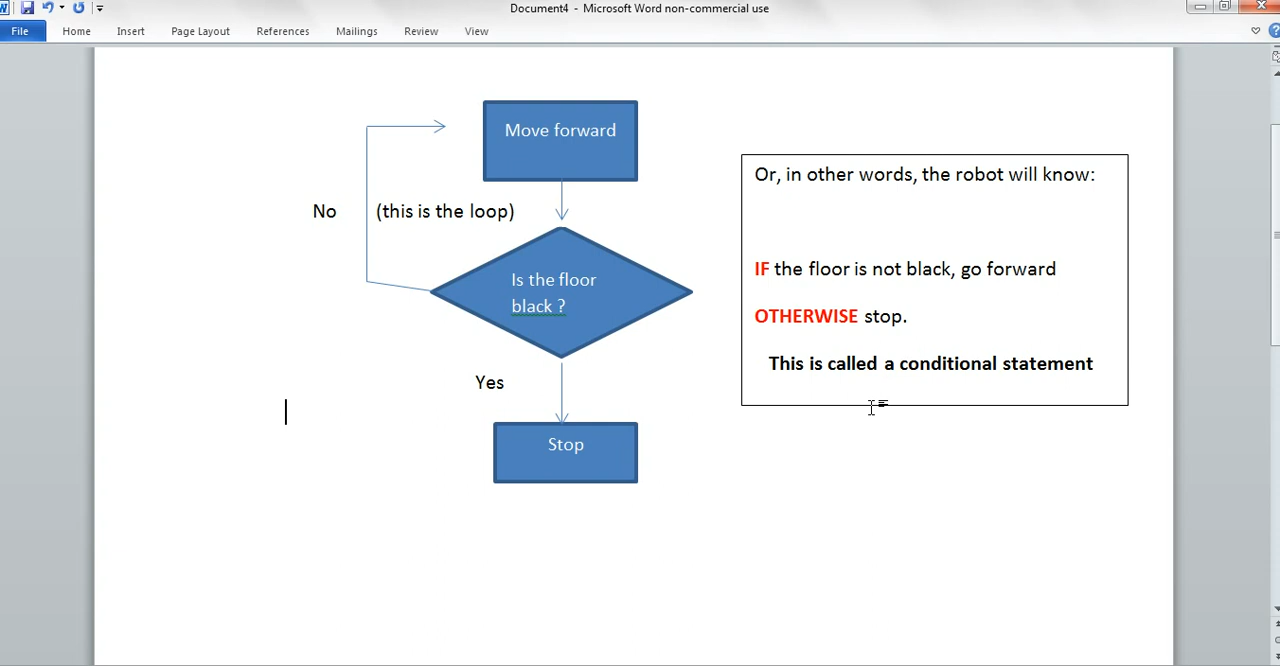 Document4 - Microsoft Word non-commercial use
File Home Insert Page Layout References Mailings Review View
Move forward
Or, in other words, the robot will know:
No (this is the loop)
IF the floor is not black, go forward
Is the floor
black ?
OTHERWISE stop.
This is called a conditional statement
Yes
Stop